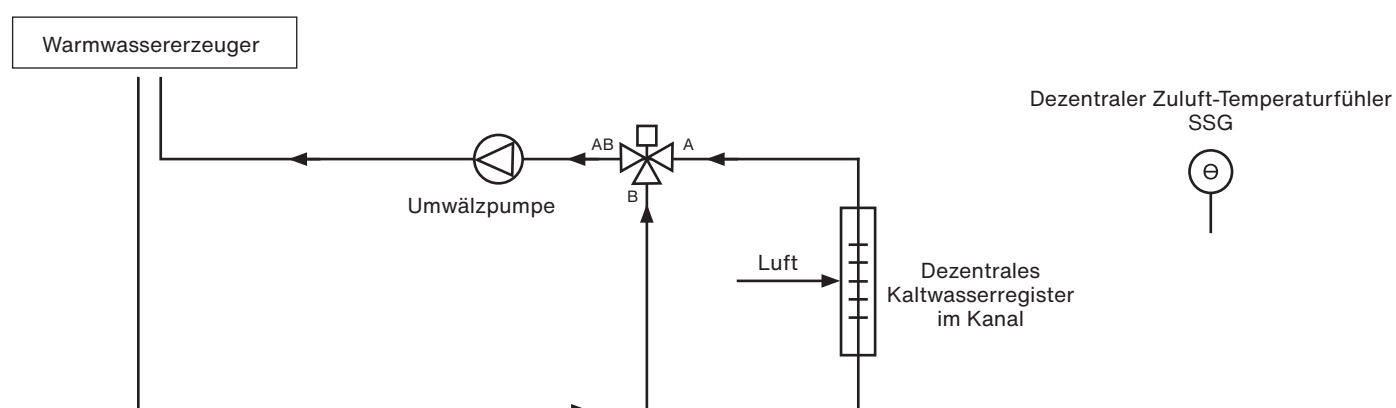 Warmwassererzeuger
Dezentraler Zuluft-Temperaturfühler
SSG
AB
A
B
Umwälzpumpe
Luft
Dezentrales
Kaltwasserregister
im Kanal